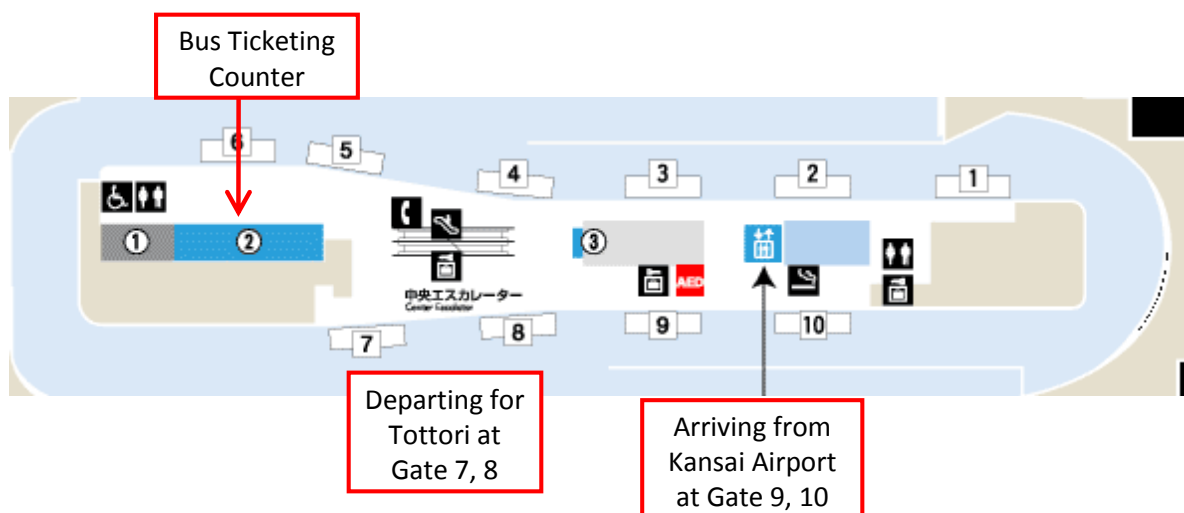 Bus Ticketing
Counter
6
5
4
3
2
1
①
②
③
AED
中央エスカレーター
Center Escalator
7
8
9
10
Departing for
Tottori at
Gate 7, 8
Arriving from
Kansai Airport
at Gate 9, 10